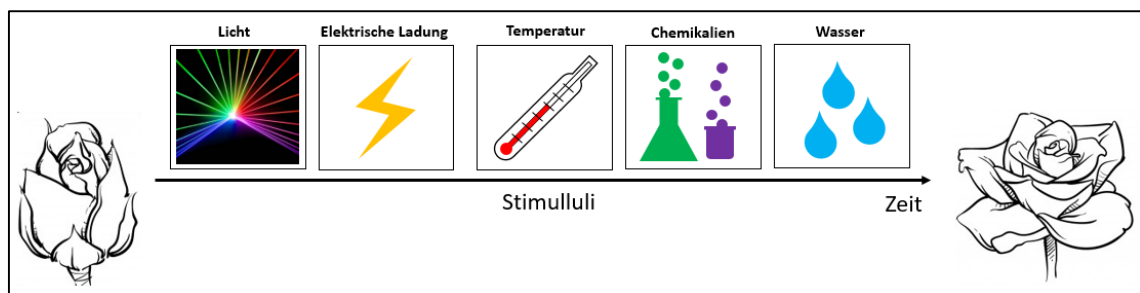 Licht
Elektrische Ladung
Temperatur
Chemikalien
Wasser
Stimulluli
Zeit